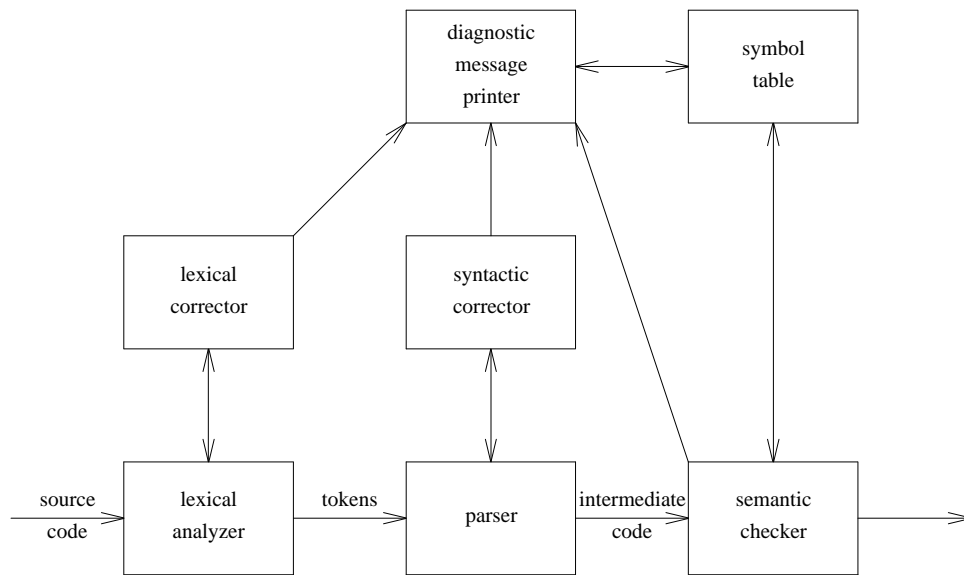 diagnostic
message
printer
symbol
table
lexical
corrector
syntactic
corrector
source
code
lexical
analyzer
tokens
parser
intermediate
code
semantic
checker